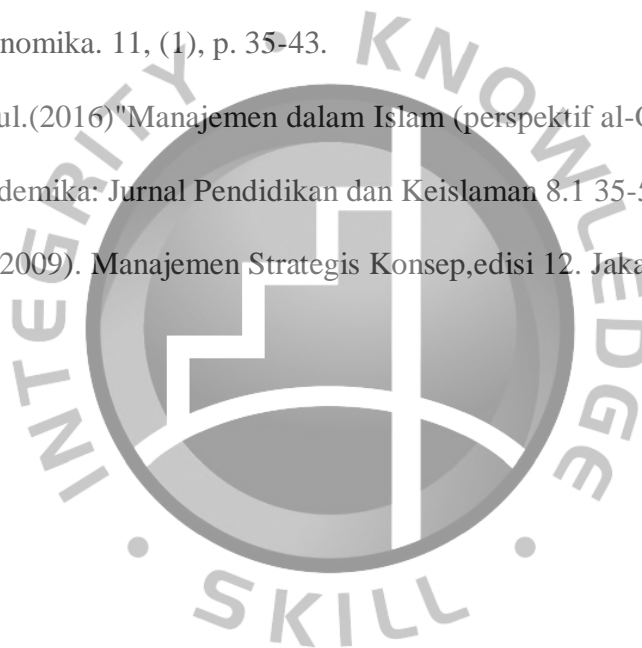 nomika. 11, (1), p. 35-43.
ul.(2016)"Manajemen dalam Islam (perspektif al-
demika: Jurnal Pendidikan dan Keislaman 8.1 35-
2009). Manajemen Strategis Konsep,edisi 12. Jaka
INTEGRITY • KNOWLEDGE • SKILL